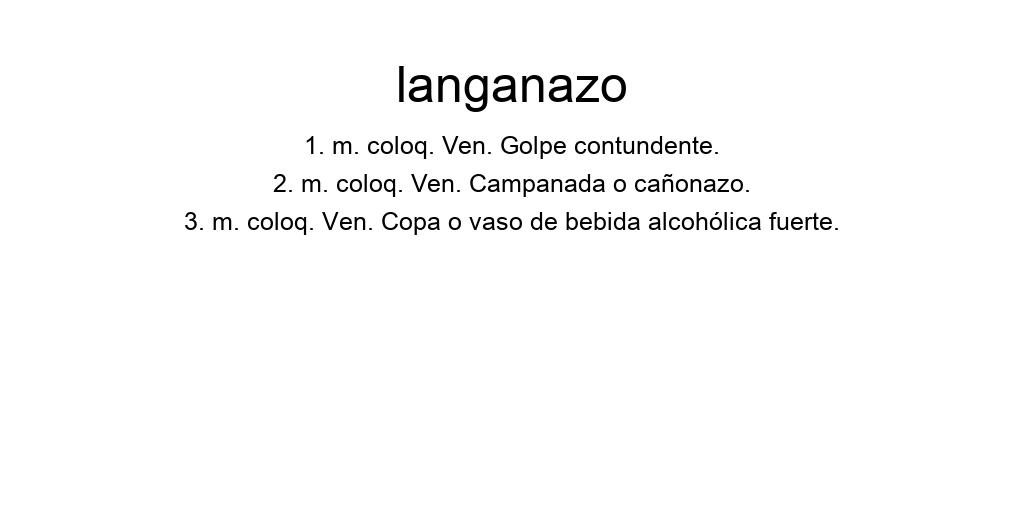 langanazo
1. m. coloq. Ven. Golpe contundente.
2. m. coloq. Ven. Campanada o cañonazo.
3. m. coloq. Ven. Copa o vaso de bebida alcohólica fuerte.